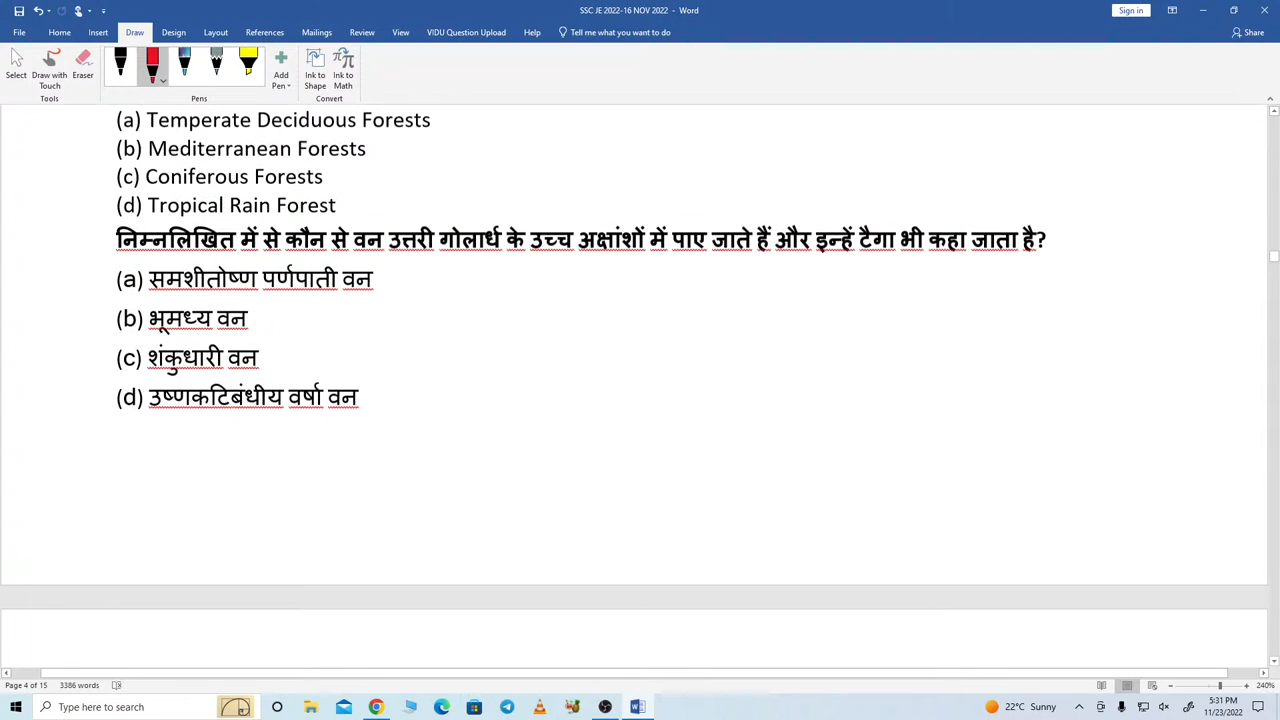 SSC JE 2022-16 NOV 2022 - Word
Sign in
File Home Insert Draw Design Layout References Mailings Review View VIDU Question Upload Help Tell me what you want to do
Share
Select Draw with Touch Eraser Add Pen Ink to Shape Ink to Math
Tools Pens Convert
(a) Temperate Deciduous Forests
(b) Mediterranean Forests
(c) Coniferous Forests
(d) Tropical Rain Forest
निम्नलिखित में से कौन से वन उत्तरी गोलार्ध के उच्च अक्षांशों में पाए जाते हैं और इन्हें टैगा भी कहा जाता है?
(a) समशीतोष्ण पर्णपाती वन
(b) भूमध्य वन
(c) शंकुधारी वन
(d) उष्णकटिबंधीय वर्षा वन
Page 4 of 15 3386 words
240%
Type here to search
22°C Sunny
5:31 PM
11/23/2022